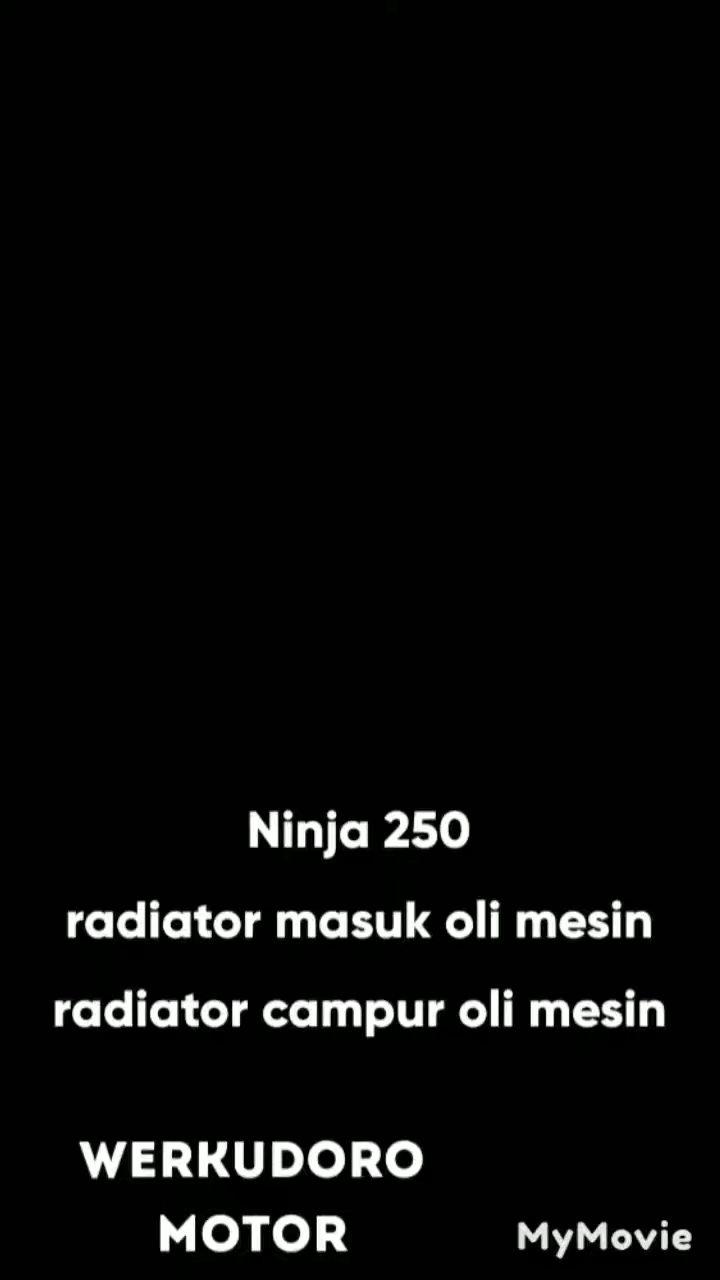 Ninja 250
radiator masuk oli mesin
radiator campur oli mesin
WERKUDORO
MOTOR
MyMovie